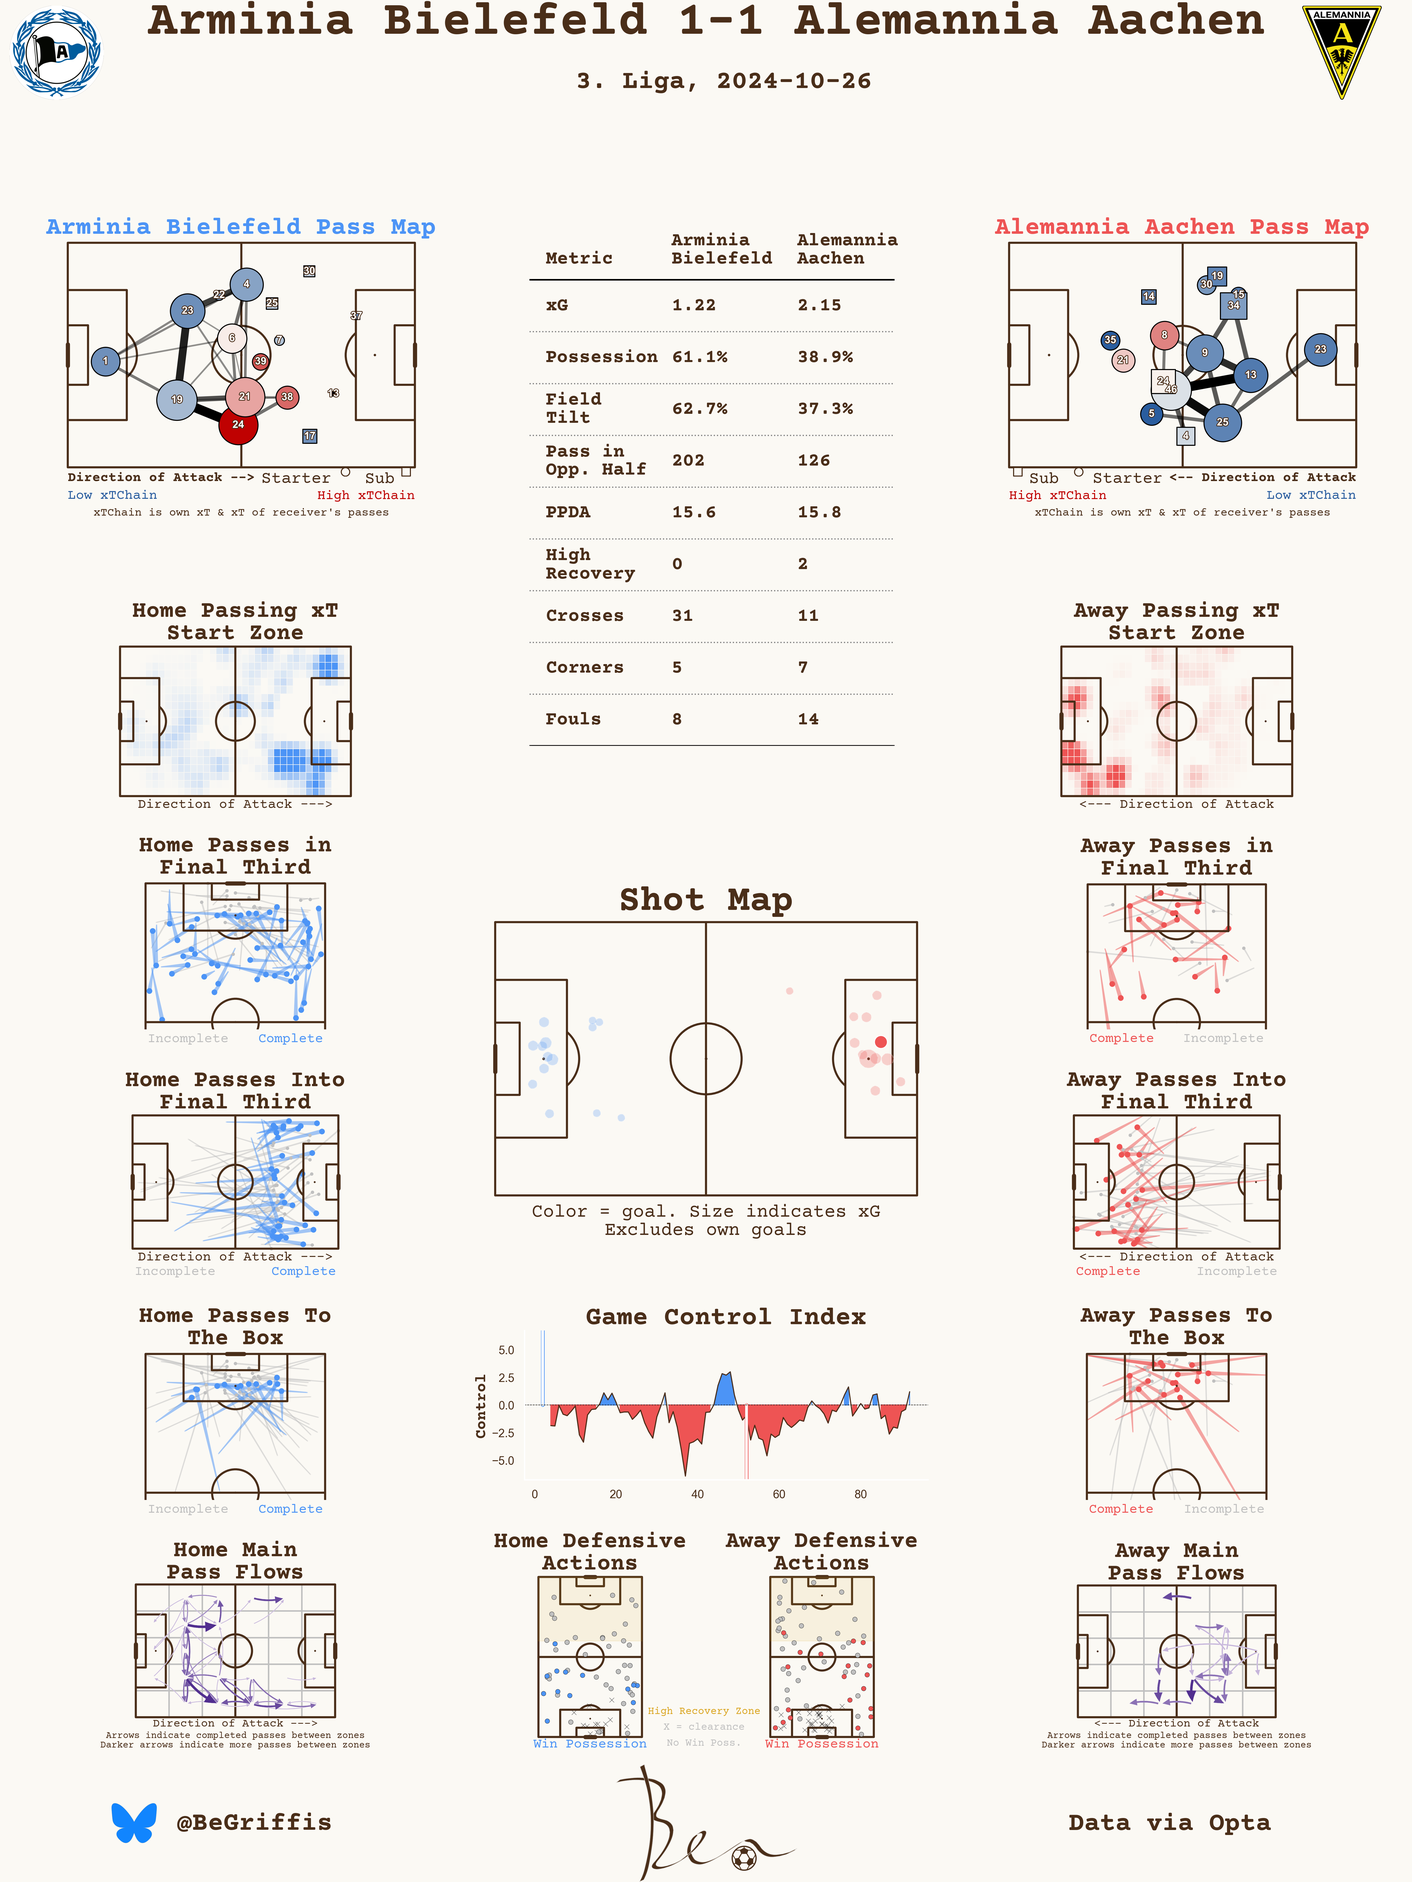 Arminia Bielefeld 1-1 Alemannia Aachen
3. Liga, 2024-10-26
A
ALEMANNIA
A
Arminia Bielefeld Pass Map
30
4
22
25
23
37
6
7
1
39
13
38
21
19
24
17
Direction of Attack --> Starter Sub
Low xTChain High xTChain
xTChain is own xT & xT of receiver's passes
Metric Arminia Bielefeld Alemannia Aachen
xG 1.22 2.15
Possession 61.1% 38.9%
Field Tilt 62.7% 37.3%
Pass in Opp. Half 202 126
PPDA 15.6 15.8
High Recovery 0 2
Crosses 31 11
Corners 5 7
Fouls 8 14
Alemannia Aachen Pass Map
19
30
14
15
34
8
35
23
9
21
13
24
46
5
25
4
Sub Starter <-- Direction of Attack
High xTChain Low xTChain
xTChain is own xT & xT of receiver's passes
Home Passing xT
Start Zone
Direction of Attack --->
Away Passing xT
Start Zone
<--- Direction of Attack
Home Passes in
Final Third
Incomplete Complete
Away Passes in
Final Third
Complete Incomplete
Shot Map
Color = goal. Size indicates xG
Excludes own goals
Home Passes Into
Final Third
Direction of Attack --->
Incomplete Complete
Away Passes Into
Final Third
<--- Direction of Attack
Complete Incomplete
Home Passes To
The Box
Incomplete Complete
Game Control Index
Control
5.0
2.5
0.0
−2.5
−5.0
0 20 40 60 80
Away Passes To
The Box
Complete Incomplete
Home Main
Pass Flows
Direction of Attack --->
Arrows indicate completed passes between zones
Darker arrows indicate more passes between zones
Home Defensive
Actions
Win Possession
Away Defensive
Actions
Win Possession
High Recovery Zone
X = clearance
No Win Poss.
Away Main
Pass Flows
<--- Direction of Attack
Arrows indicate completed passes between zones
Darker arrows indicate more passes between zones
@BeGriffis
Ben
Data via Opta